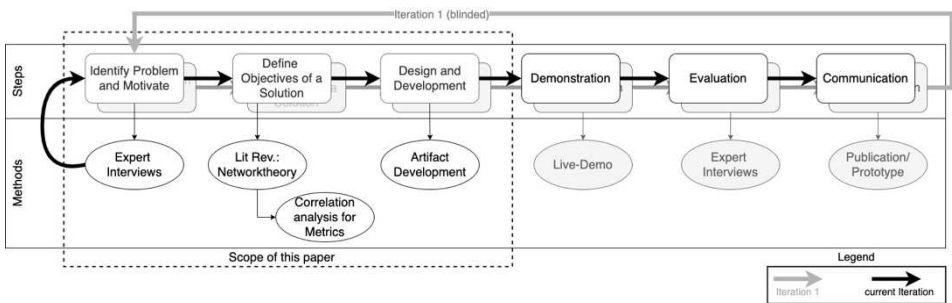 Iteration 1 (blinded)
Steps
Identify Problem
and Motivate
Define
Objectives of a
Solution
Design and
Development
Demonstration
Evaluation
Communication
Methods
Expert
Interviews
Lit Rev.:
Networktheory
Correlation
analysis for
Metrics
Artifact
Development
Live-Demo
Expert
Interviews
Publication/
Prototype
Scope of this paper
Legend
Iteration 1
current Iteration